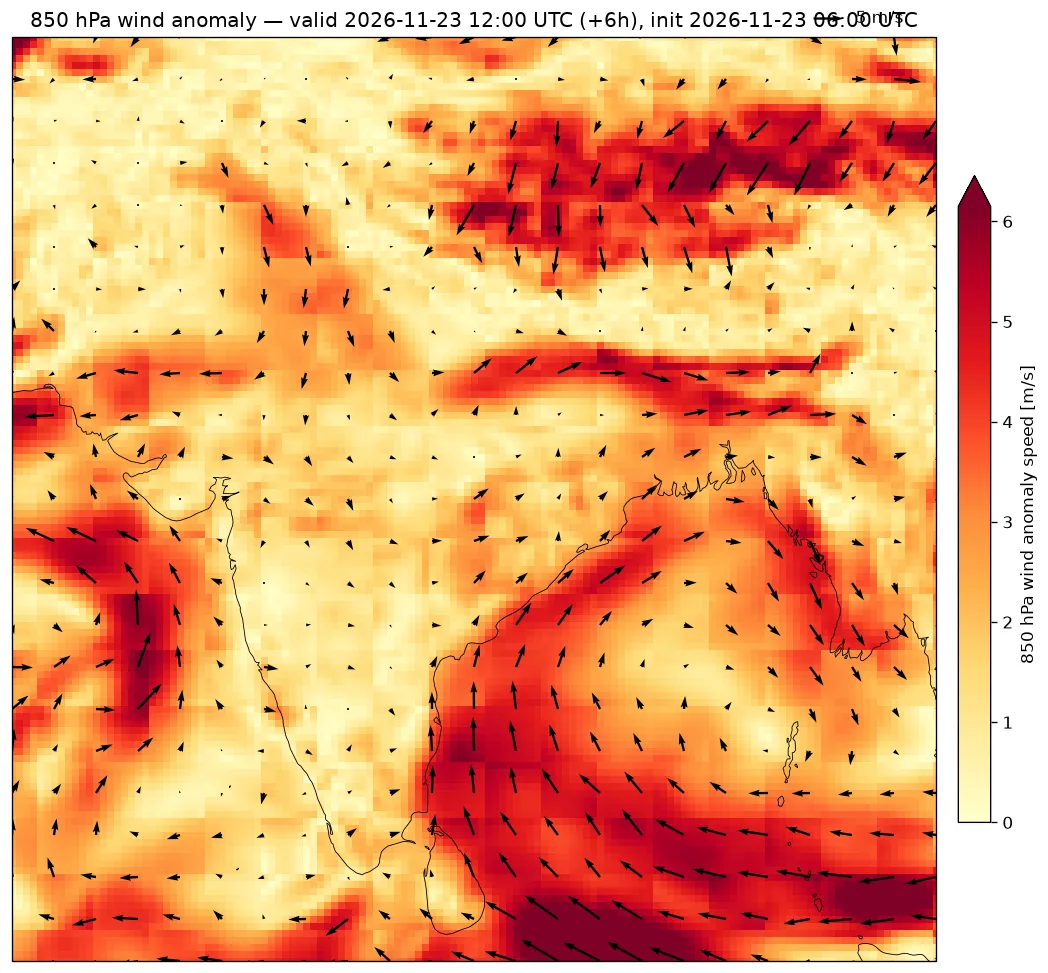 850 hPa wind anomaly — valid 2026-11-23 12:00 UTC (+6h), init 2026-11-23 06:00 UTC
5 m/s
6
5
4
3
2
1
0
850 hPa wind anomaly speed [m/s]